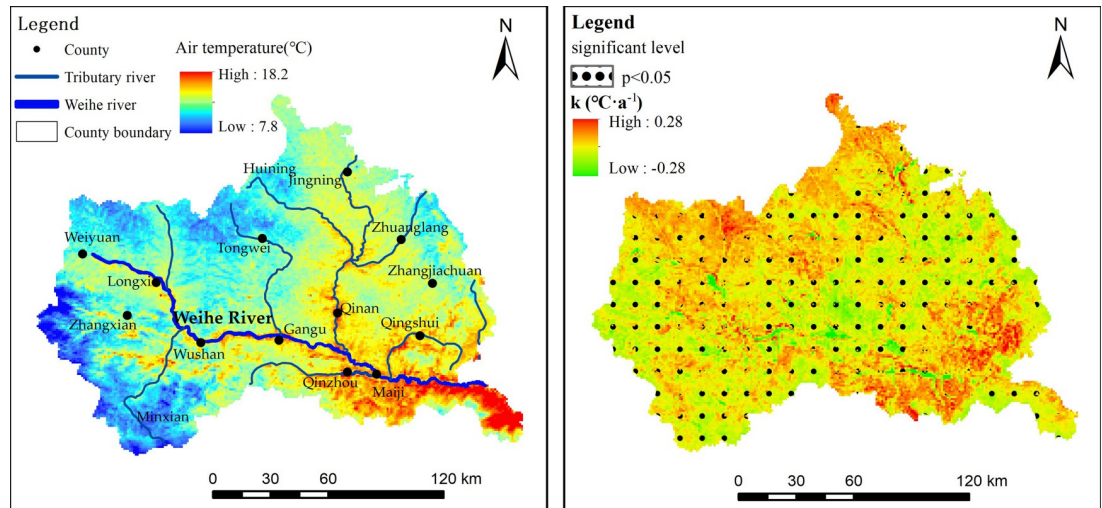 Legend
County
Tributary river
Weihe river
County boundary
Air temperature(℃)
High : 18.2
Low : 7.8
N
Huining
Jingning
Weiyuan
Tongwei
Zhuanglang
Longxi
Zhangjiachuan
Zhangxian
Weihe River
Qinan
Wushan
Gangu
Qingshui
Qinzhou
Maiji
Minxian
0 30 60 120 km
Legend
significant level
p<0.05
k (℃·a⁻¹)
High : 0.28
Low : -0.28
N
0 30 60 120 km